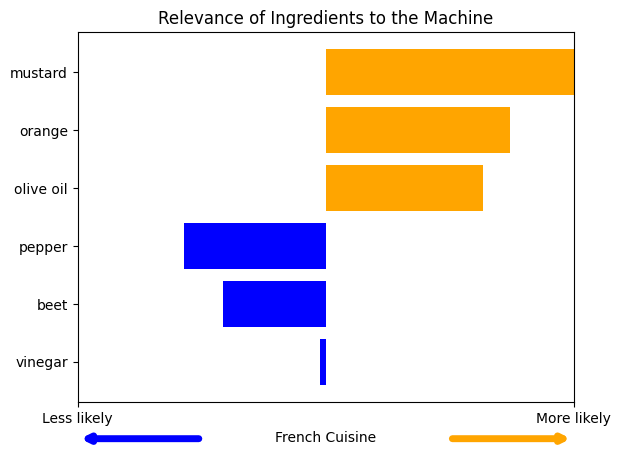 Relevance of Ingredients to the Machine
mustard
orange
olive oil
pepper
beet
vinegar
Less likely
More likely
French Cuisine